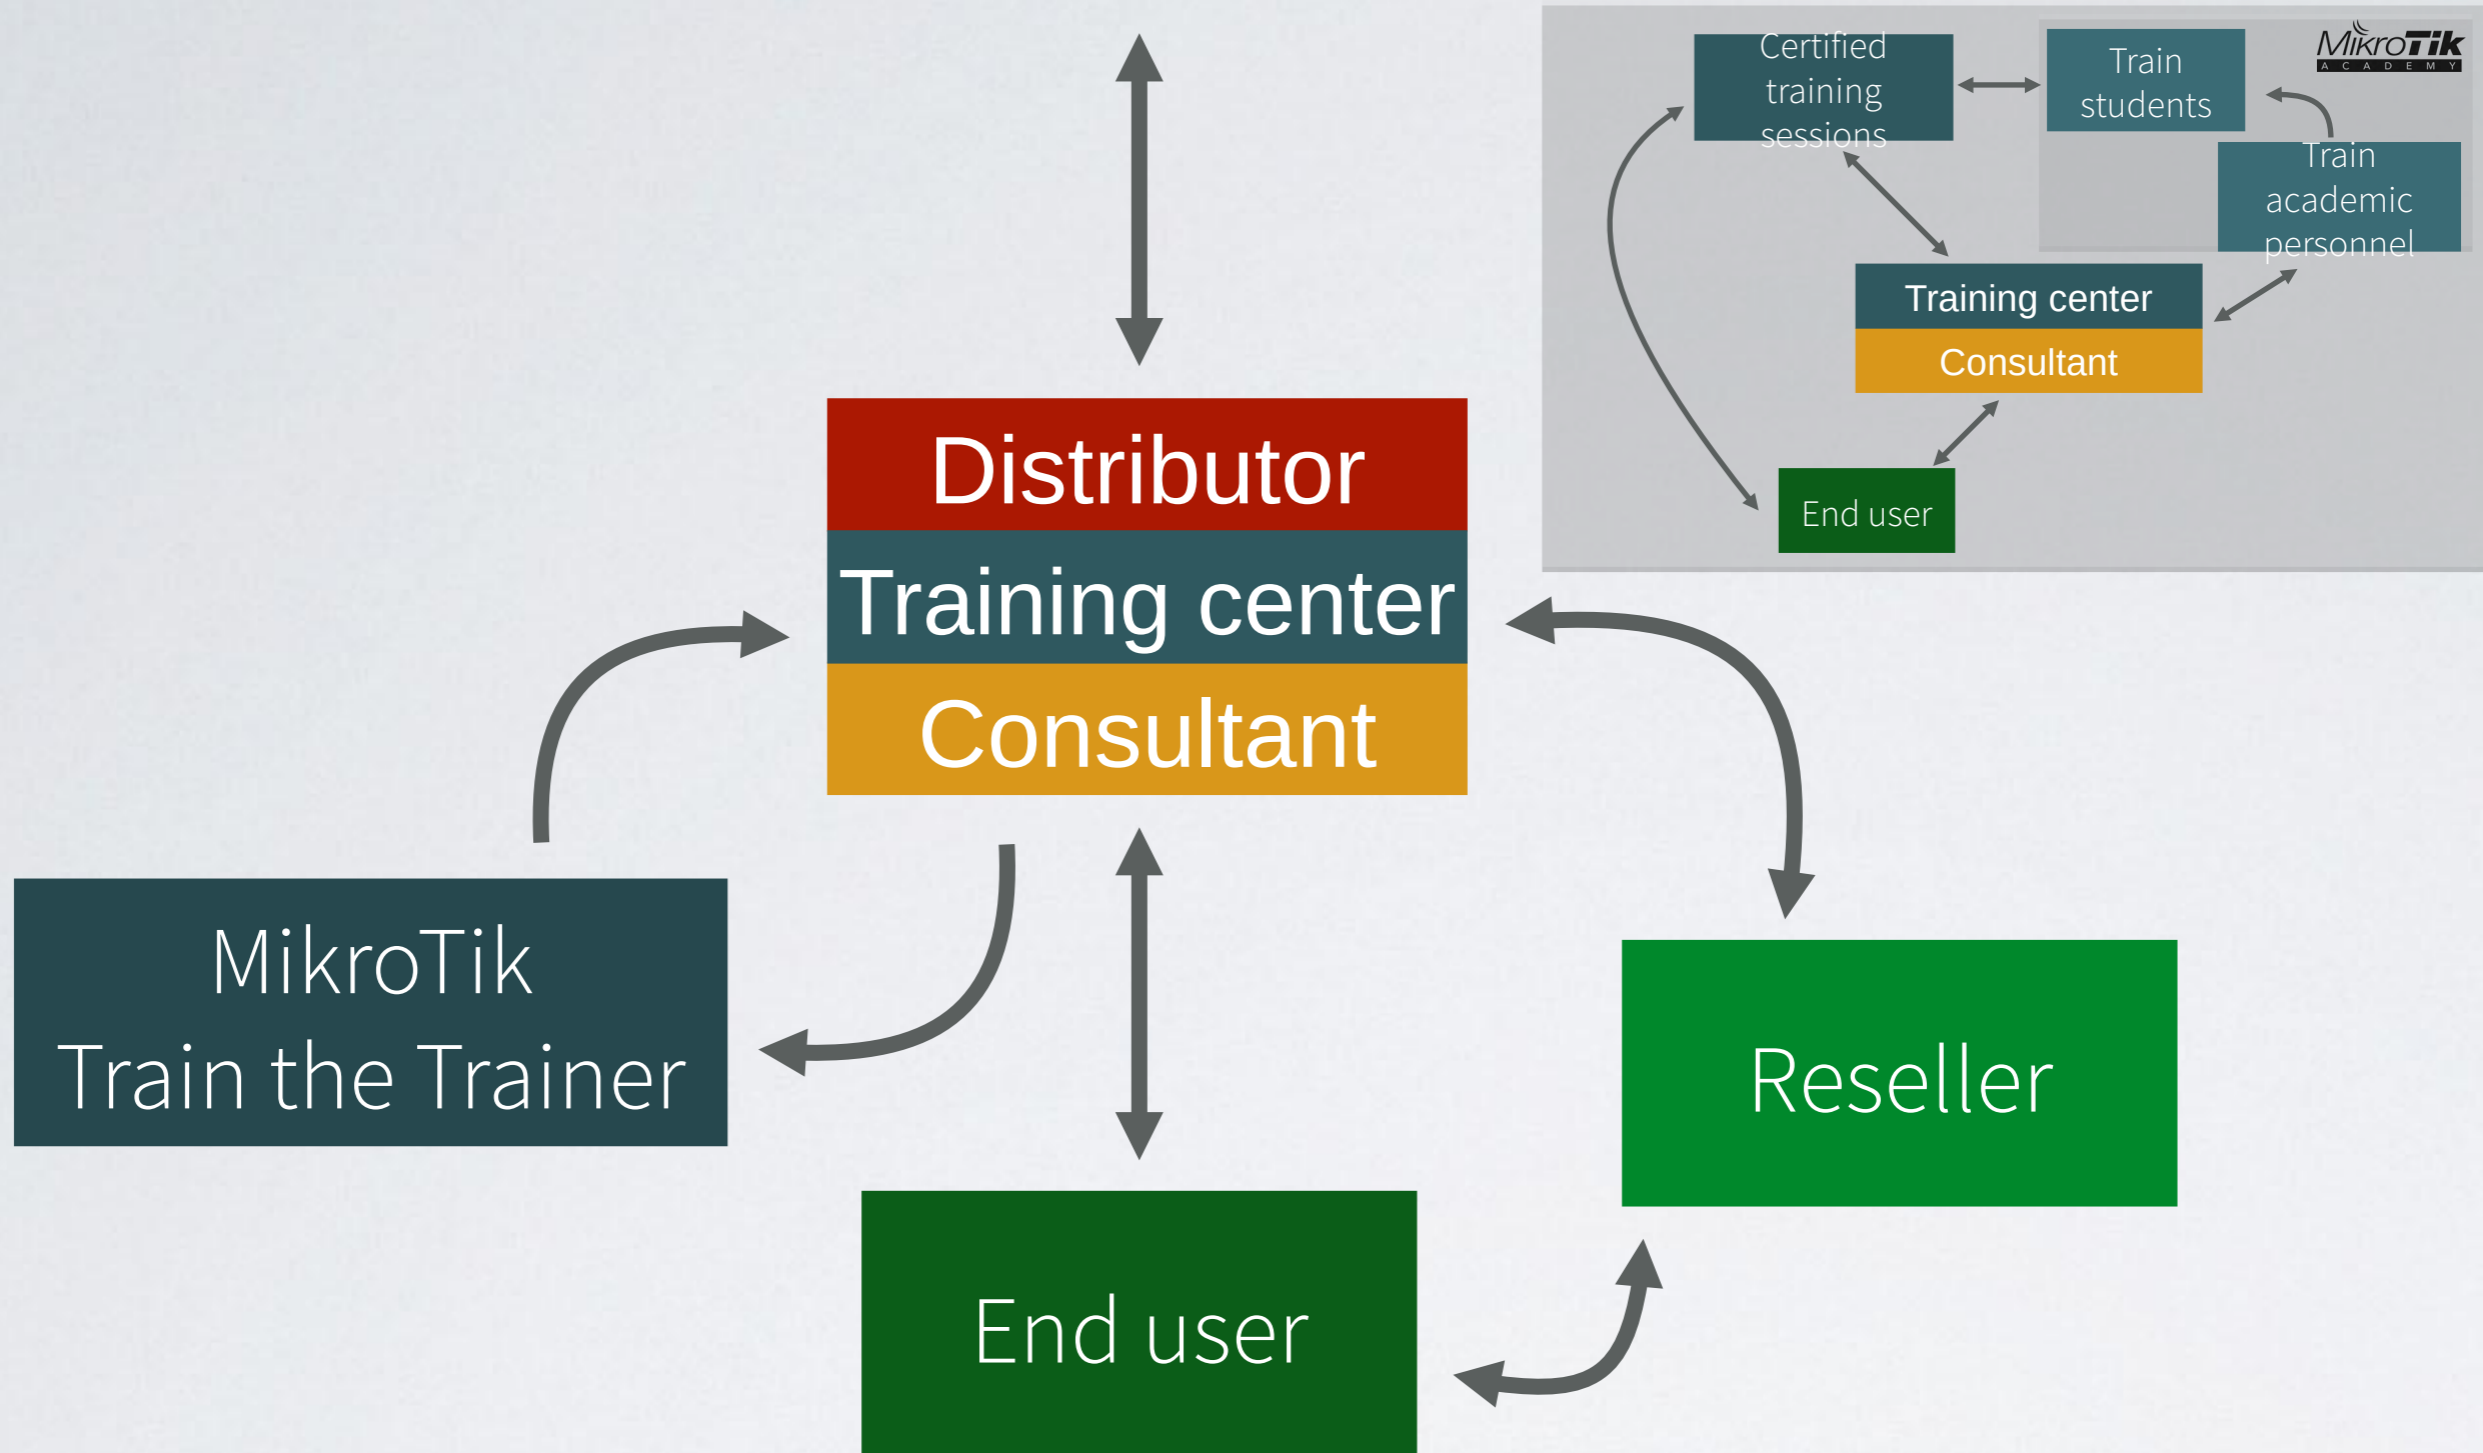 Certified
training
sessions
Train
students
MikroTik
ACADEMY
Train
academic
personnel
Training center
Consultant
End user
Distributor
Training center
Consultant
MikroTik
Train the Trainer
Reseller
End user